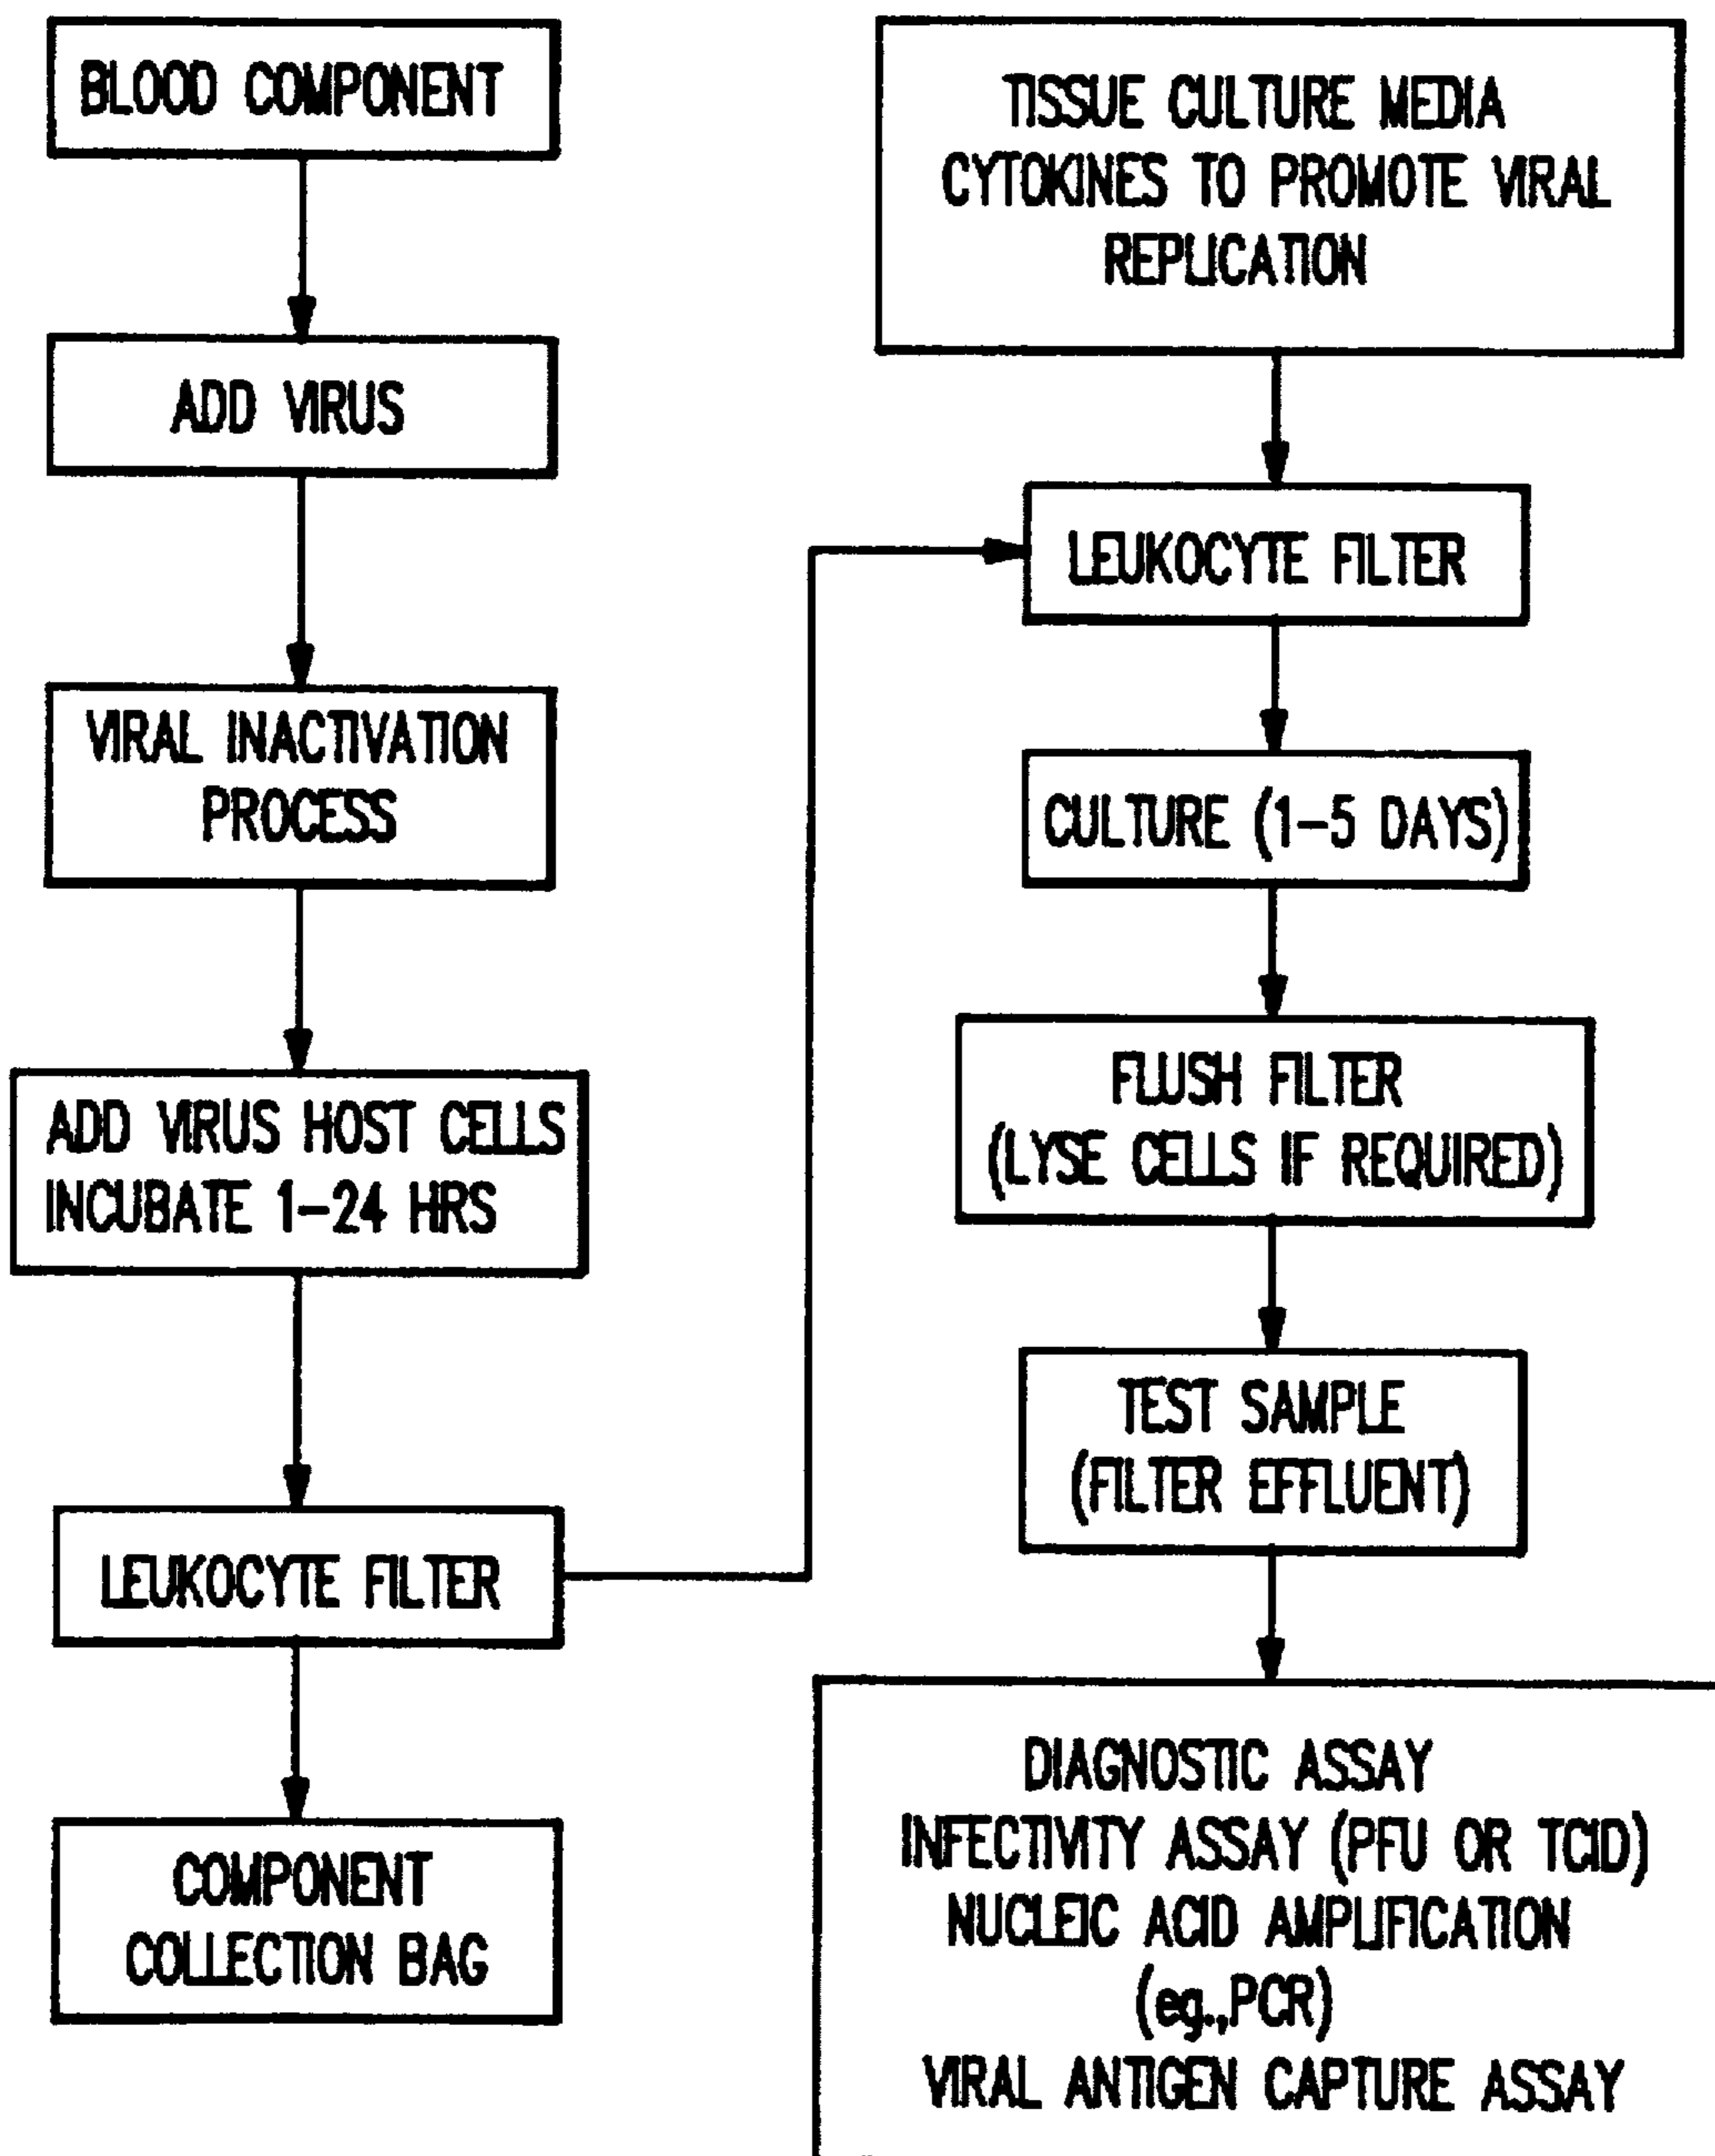 BLOOD COMPONENT
ADD VIRUS
VIRAL INACTIVATION
PROCESS
ADD VIRUS HOST CELLS
INCUBATE 1-24 HRS
LEUKOCYTE FILTER
COMPONENT
COLLECTION BAG
TISSUE CULTURE MEDIA
CYTOKINES TO PROMOTE VIRAL
REPLICATION
LEUKOCYTE FILTER
CULTURE (1-5 DAYS)
FLUSH FILTER
(LYSE CELLS IF REQUIRED)
TEST SAMPLE
(FILTER EFFLUENT)
DIAGNOSTIC ASSAY
INFECTIVITY ASSAY (PFU OR TCID)
NUCLEIC ACID AMPLIFICATION
(eg.,PCR)
VIRAL ANTIGEN CAPTURE ASSAY